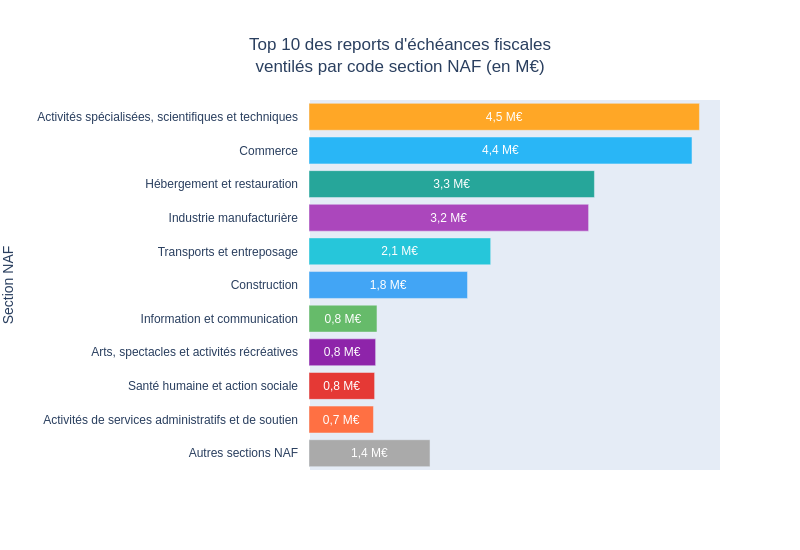 Top 10 des reports d'échéances fiscales
ventilés par code section NAF (en M€)
Section NAF
Activités spécialisées, scientifiques et techniques 4,5 M€
Commerce 4,4 M€
Hébergement et restauration 3,3 M€
Industrie manufacturière 3,2 M€
Transports et entreposage 2,1 M€
Construction 1,8 M€
Information et communication 0,8 M€
Arts, spectacles et activités récréatives 0,8 M€
Santé humaine et action sociale 0,8 M€
Activités de services administratifs et de soutien 0,7 M€
Autres sections NAF 1,4 M€